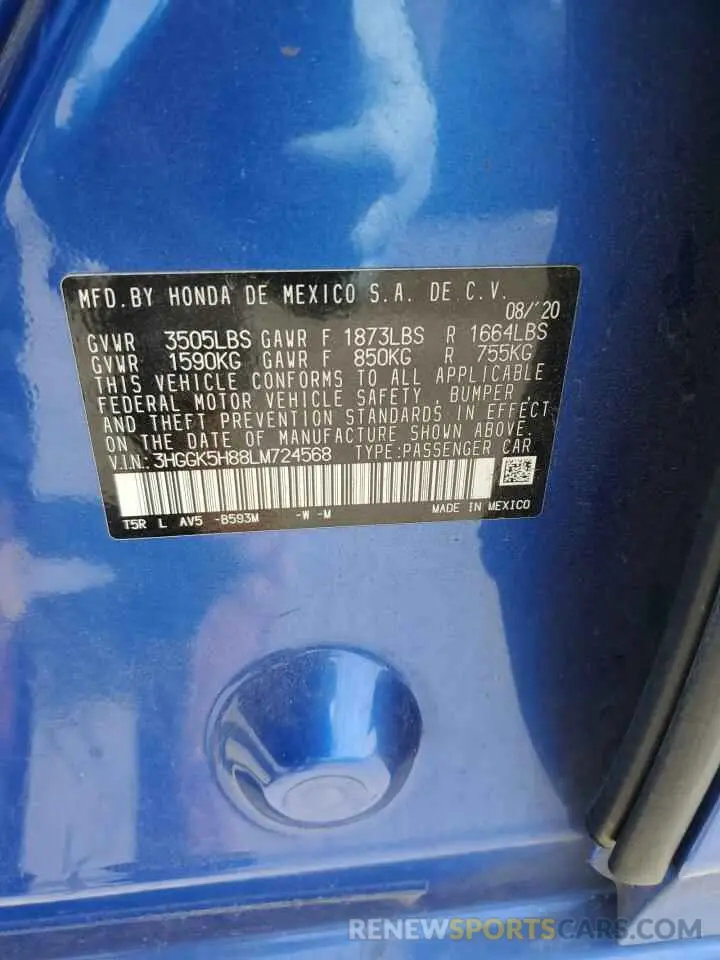 MFD. BY HONDA DE MEXICO S.A. DE C.V.
08/'20
GVWR 3505LBS GAWR F 1873LBS R 1664LBS
GVWR 1590KG GAWR F 850KG R 755KG
THIS VEHICLE CONFORMS TO ALL APPLICABLE
FEDERAL MOTOR VEHICLE SAFETY , BUMPER ,
AND THEFT PREVENTION STANDARDS IN EFFECT
ON THE DATE OF MANUFACTURE SHOWN ABOVE.
V.I.N: 3HGGK5H88LM724568 TYPE:PASSENGER CAR
T5R L AV5 -B593M -W -M MADE IN MEXICO
RENEWSPORTSCARS.COM